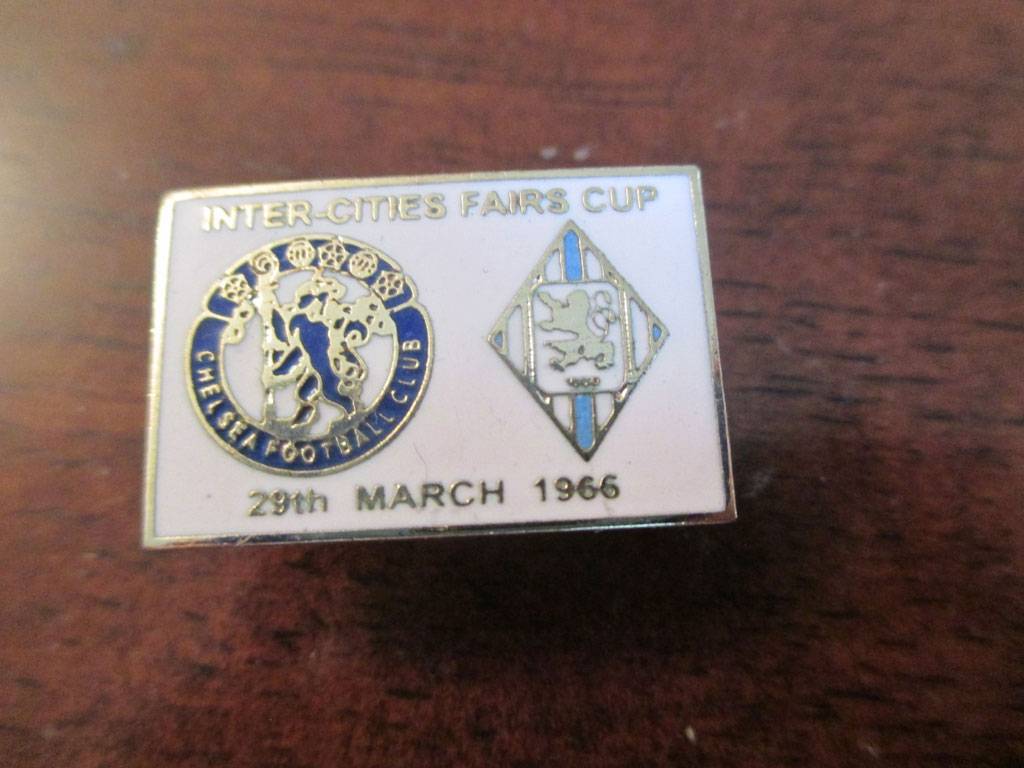 INTER-CITIES FAIRS CUP
CHELSEA FOOTBALL CLUB
29th MARCH 1966